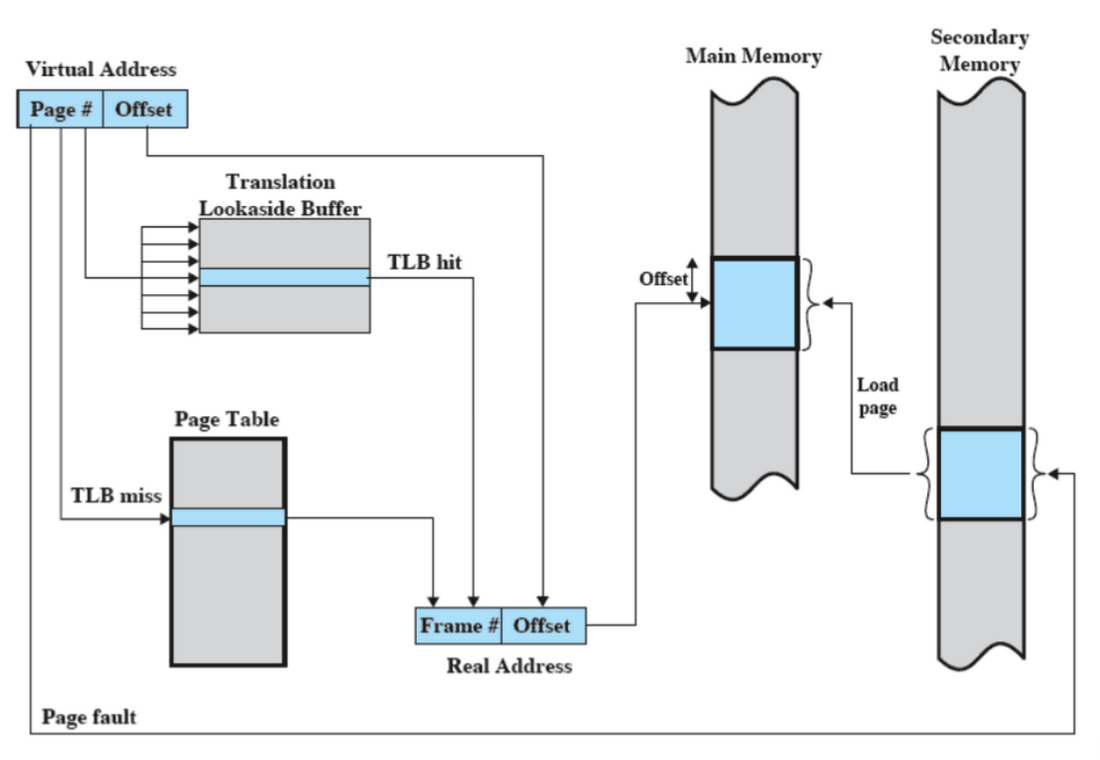 Virtual Address
Page #
Offset
Translation
Lookaside Buffer
TLB hit
Page Table
TLB miss
Frame #
Offset
Real Address
Page fault
Main Memory
Offset
Load
page
Secondary
Memory